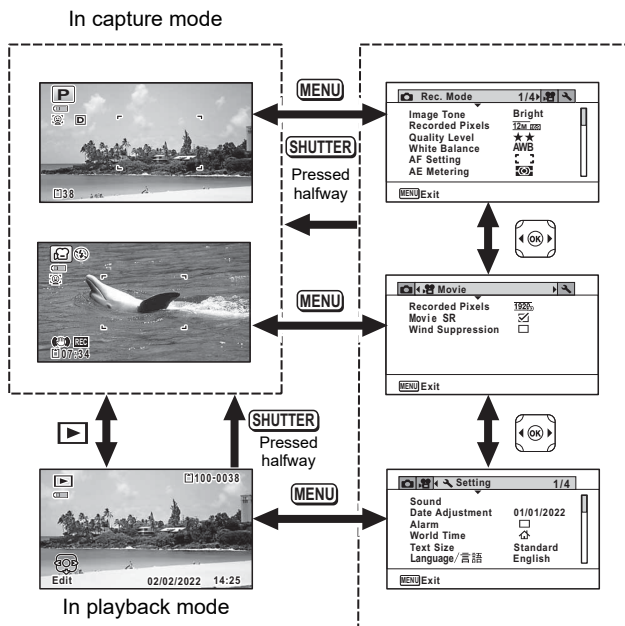 In capture mode
P
D
38
MENU
SHUTTER
Pressed
halfway
Rec. Mode 1/4
Image Tone Bright
Recorded Pixels 12M
Quality Level ★★
White Balance AWB
AF Setting
AE Metering
MENU Exit
OK
REC
07:34
MENU
Movie
Recorded Pixels 1920
Movie SR ☑
Wind Suppression ☐
MENU Exit
OK
SHUTTER
Pressed
halfway
100-0038
Edit 02/02/2022 14:25
In playback mode
MENU
Setting 1/4
Sound
Date Adjustment 01/01/2022
Alarm ☐
World Time
Text Size Standard
Language/言語 English
MENU Exit